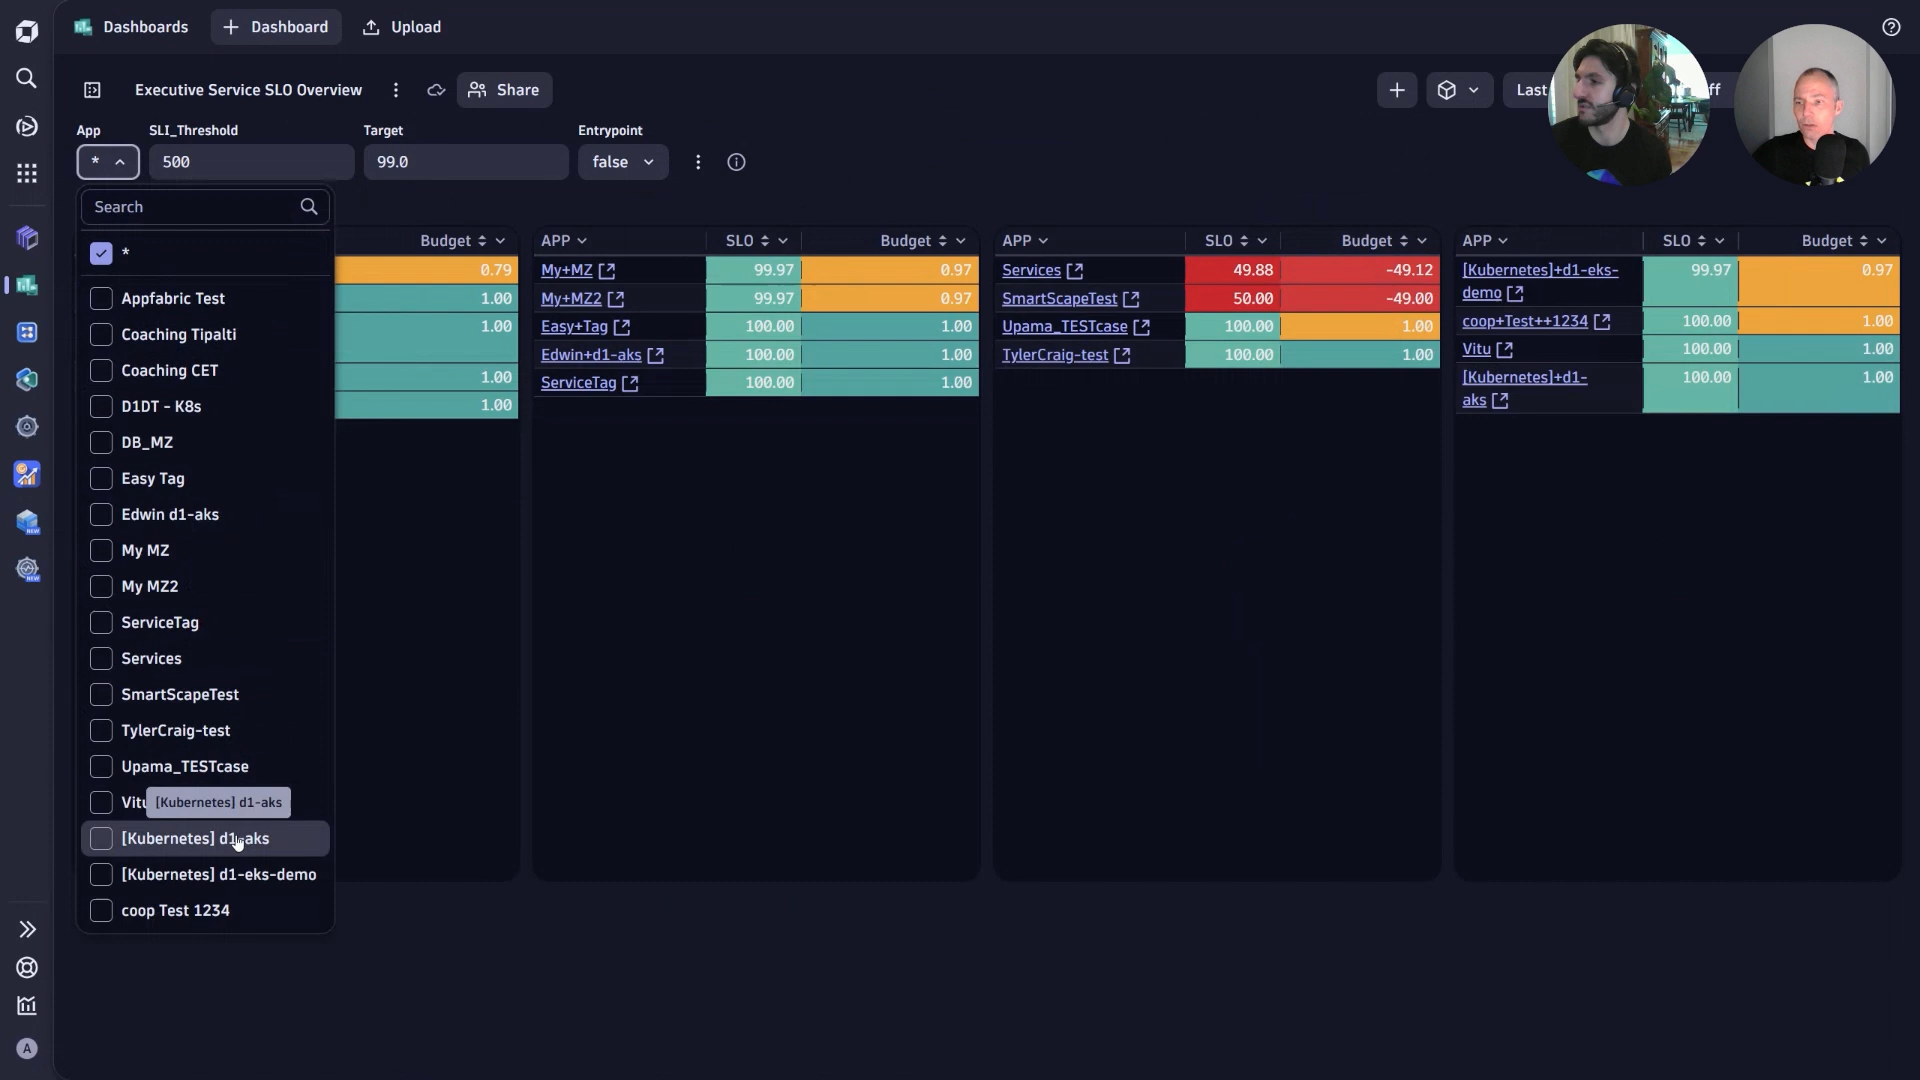 Dashboards
Dashboard
Upload
Executive Service SLO Overview
Share
Last
ff
App
SLI_Threshold
Target
Entrypoint
*
500
99.0
false
Search
*
Appfabric Test
Coaching Tipalti
Coaching CET
D1DT - K8s
DB_MZ
Easy Tag
Edwin d1-aks
My MZ
My MZ2
ServiceTag
Services
SmartScapeTest
TylerCraig-test
Upama_TESTcase
[Kubernetes] d1-aks
[Kubernetes] d1-aks
[Kubernetes] d1-eks-demo
coop Test 1234
Budget
0.79
1.00
1.00
1.00
1.00
APP SLO Budget
My+MZ 99.97 0.97
My+MZ2 99.97 0.97
Easy+Tag 100.00 1.00
Edwin+d1-aks 100.00 1.00
ServiceTag 100.00 1.00
APP SLO Budget
Services 49.88 -49.12
SmartScapeTest 50.00 -49.00
Upama_TESTcase 100.00 1.00
TylerCraig-test 100.00 1.00
APP SLO Budget
[Kubernetes]+d1-eks- 99.97 0.97
demo
coop+Test++1234 100.00 1.00
Vitu 100.00 1.00
[Kubernetes]+d1- 100.00 1.00
aks
NEW
NEW
A